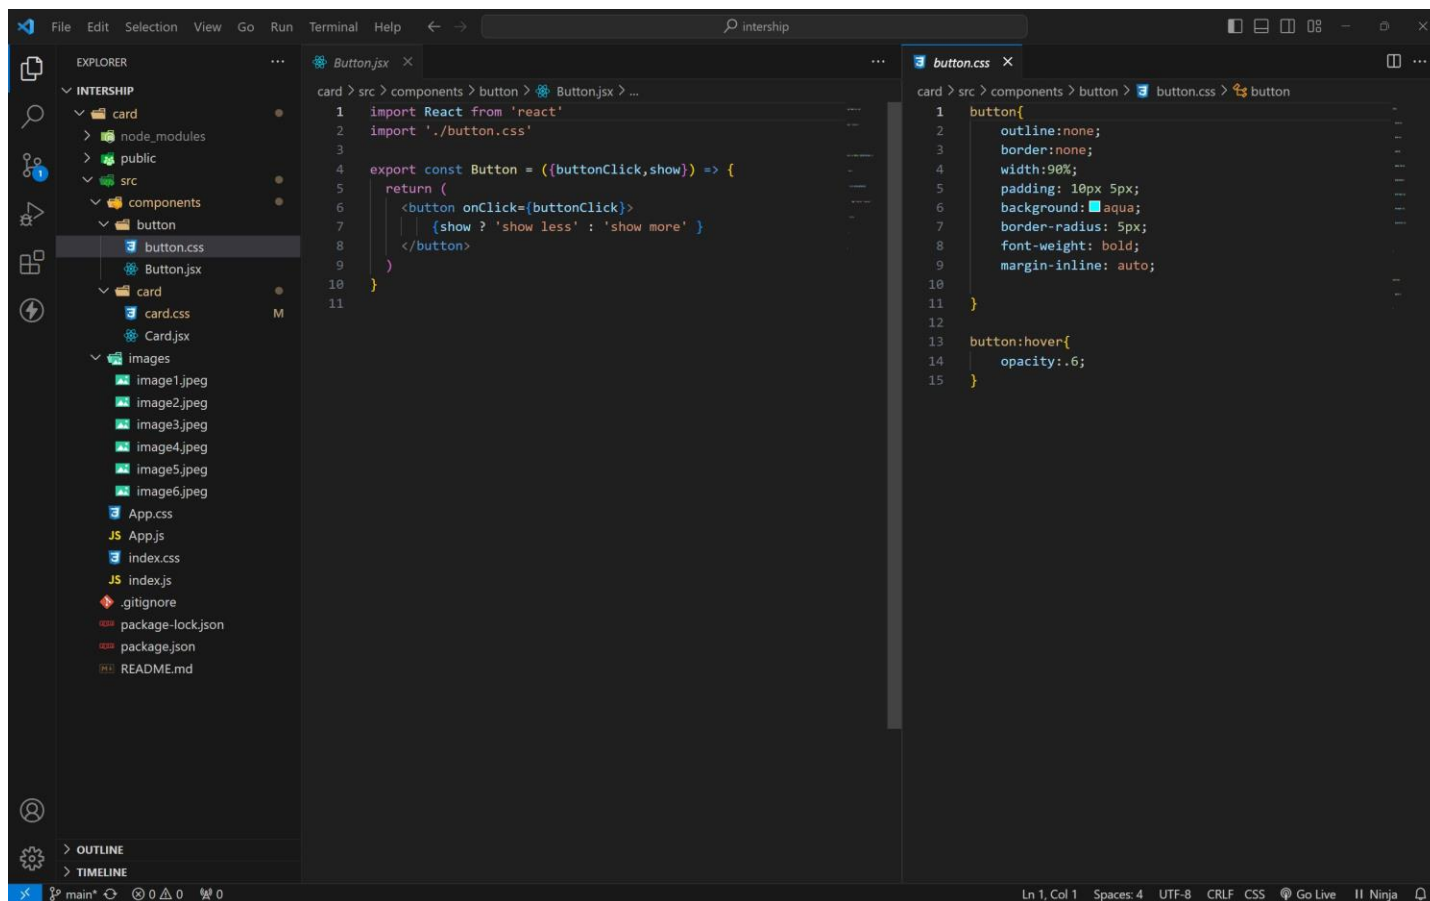 File Edit Selection View Go Run Terminal Help
intership
EXPLORER
INTERSHIP
card
node_modules
public
src
components
button
button.css
Button.jsx
card
card.css M
Card.jsx
images
image1.jpeg
image2.jpeg
image3.jpeg
image4.jpeg
image5.jpeg
image6.jpeg
App.css
JS App.js
index.css
JS index.js
.gitignore
package-lock.json
package.json
README.md
OUTLINE
TIMELINE
1
Button.jsx
card > src > components > button > Button.jsx > ...
1 import React from 'react'
2 import './button.css'
3
4 export const Button = ({buttonClick,show}) => {
5 return (
6 <button onClick={buttonClick}>
7 {show ? 'show less' : 'show more' }
8 </button>
9 )
10 }
11
button.css
card > src > components > button > button.css > button
1 button{
2 outline:none;
3 border:none;
4 width:90%;
5 padding: 10px 5px;
6 background: aqua;
7 border-radius: 5px;
8 font-weight: bold;
9 margin-inline: auto;
10
11 }
12
13 button:hover{
14 opacity:.6;
15 }
main* 0 0 0
Ln 1, Col 1 Spaces: 4 UTF-8 CRLF CSS Go Live Ninja